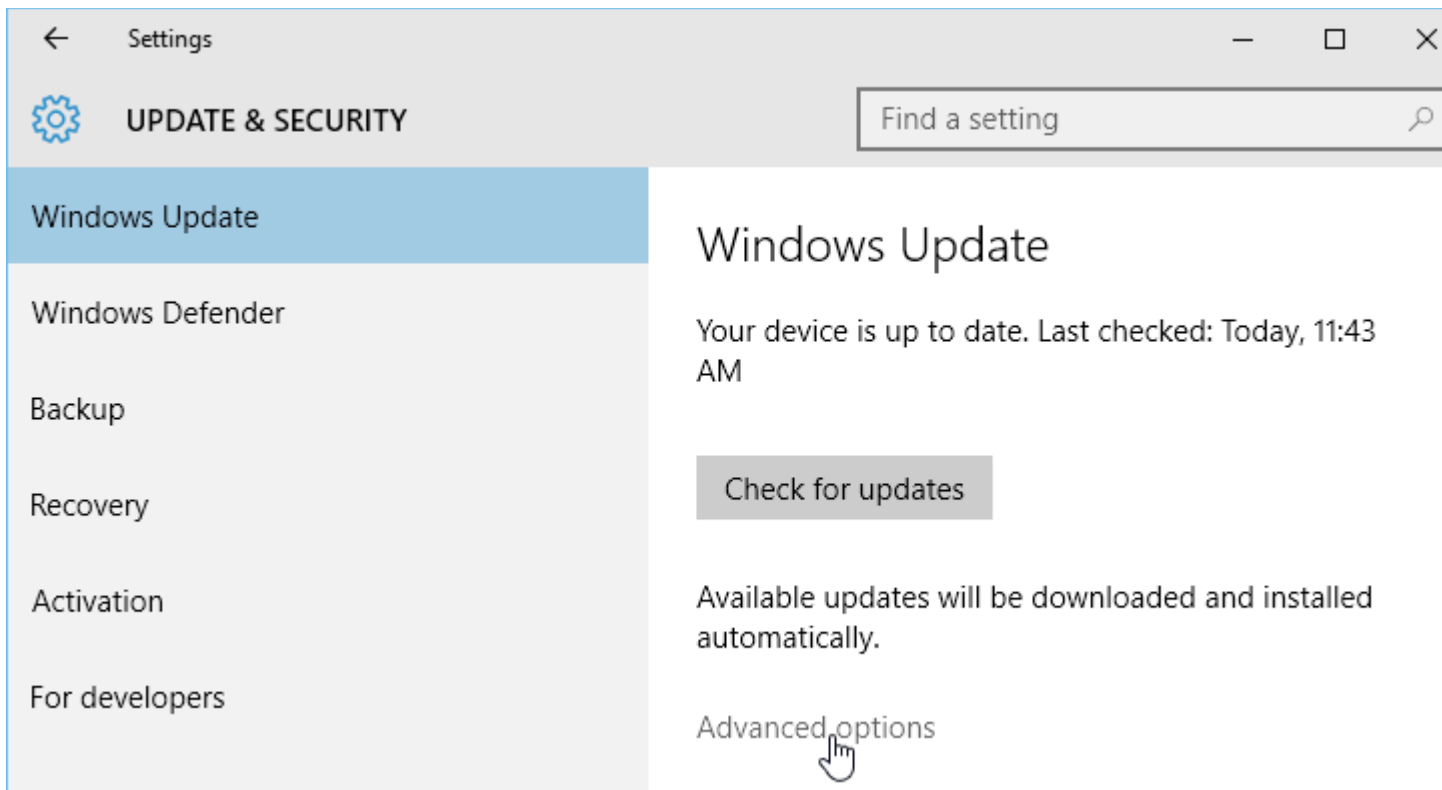 Settings
UPDATE & SECURITY
Find a setting
Windows Update
Windows Defender
Backup
Recovery
Activation
For developers
Windows Update
Your device is up to date. Last checked: Today, 11:43
AM
Check for updates
Available updates will be downloaded and installed
automatically.
Advanced options